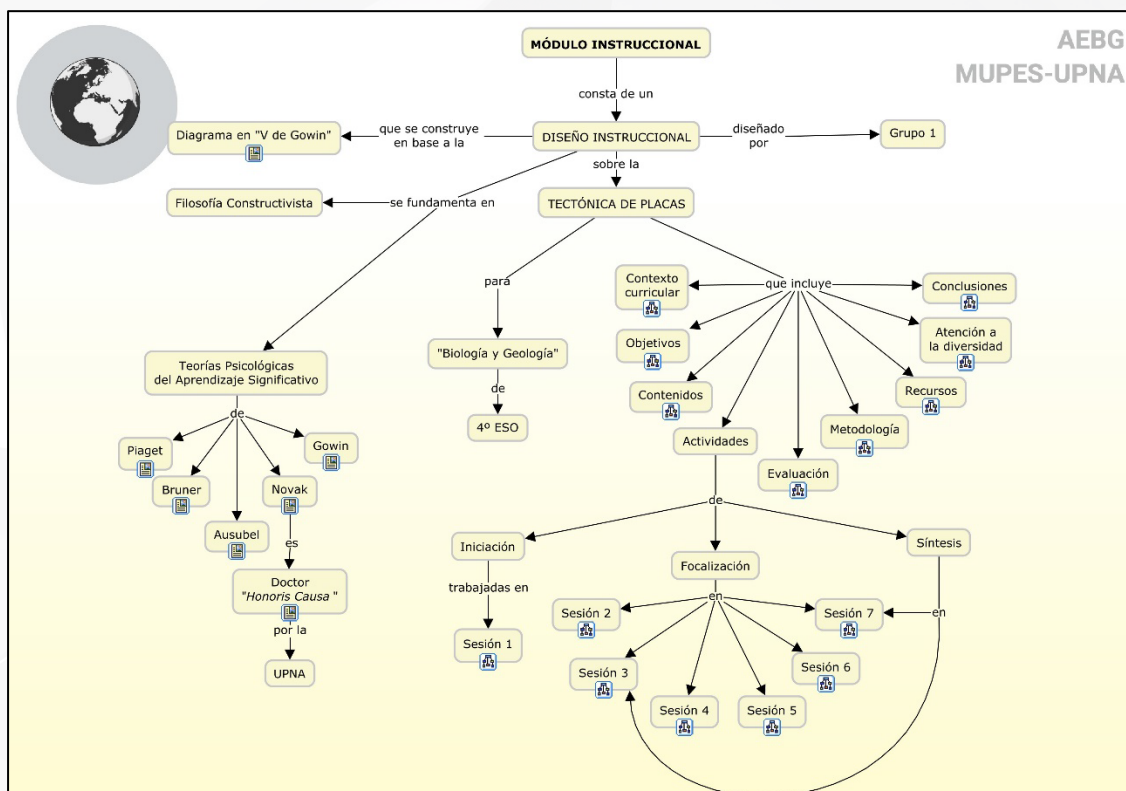 MÓDULO INSTRUCCIONAL
AEBG
MUPES-UPNA
consta de un
Diagrama en "V de Gowin"
que se construye
en base a la
DISEÑO INSTRUCCIONAL
diseñado
por
Grupo 1
sobre la
Filosofía Constructivista
se fundamenta en
TECTÓNICA DE PLACAS
para
que incluye
Contexto
curricular
Conclusiones
Objetivos
Atención a
la diversidad
Contenidos
Recursos
Actividades
Metodología
Evaluación
"Biología y Geología"
de
4º ESO
Teorías Psicológicas
del Aprendizaje Significativo
de
Piaget
Gowin
Bruner
Novak
Ausubel
es
Doctor
"Honoris Causa "
por la
UPNA
de
Iniciación
Focalización
Síntesis
trabajadas en
Sesión 1
en
en
Sesión 2
Sesión 7
Sesión 3
Sesión 6
Sesión 4
Sesión 5